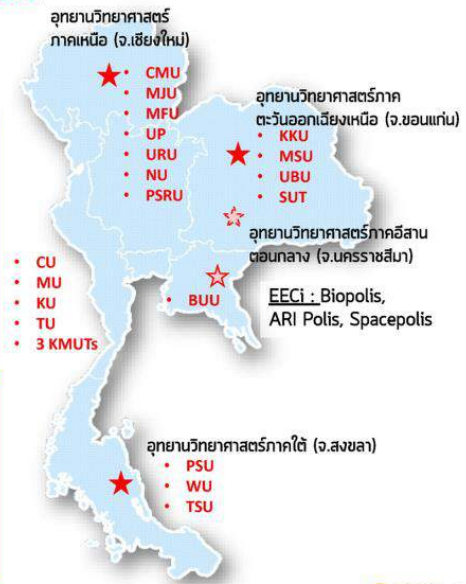 อุทยานวิทยาศาสตร์
ภาคเหนือ (จ.เชียงใหม่)
• CMU
• MJU
• MFU
• UP
• URU
• NU
• PSRU
อุทยานวิทยาศาสตร์ภาค
ตะวันออกเฉียงเหนือ (จ.ขอนแก่น)
• KKU
• MSU
• UBU
• SUT
อุทยานวิทยาศาสตร์ภาคอีสาน
ตอนกลาง (จ.นครราชสีมา)
• CU
• MU
• KU
• TU
• 3 KMUTs
• BUU
EECi : Biopolis,
ARI Polis, Spacepolis
อุทยานวิทยาศาสตร์ภาคใต้ (จ.สงขลา)
• PSU
• WU
• TSU